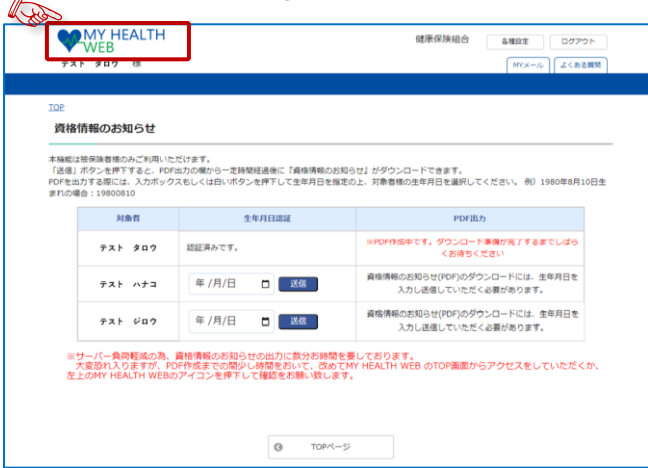 MY HEALTH
WEB
健康保険組合
各種設定
ログアウト
テスト タロウ 様
MYメール
よくある質問
TOP
資格情報のお知らせ
本機能は被保険者様のみご利用いただけます。
「送信」ボタンを押下すると、PDF出力の欄から一定時間経過後に『資格情報のお知らせ』がダウンロードできます。
PDFを出力する際には、入力ボックスもしくは白いボタンを押下して生年月日を指定の上、対象者様の生年月日を選択してください。 例）1980年8月10日生
まれの場合：19800810
対象者 生年月日認証 PDF出力
テスト タロウ 認証済みです。 ※PDF作成中です。ダウンロード準備が完了するまでしばら
くお待ちください
テスト ハナコ 年 /月/日 送信 資格情報のお知らせ(PDF)のダウンロードには、生年月日を
入力し送信していただく必要があります。
テスト ジロウ 年 /月/日 送信 資格情報のお知らせ(PDF)のダウンロードには、生年月日を
入力し送信していただく必要があります。
※サーバー負荷軽減の為、資格情報のお知らせの出力に数分お時間を要しております。
大変恐れ入りますが、PDF作成までの間少し時間をおいて、改めてMY HEALTH WEB のTOP画面からアクセスをしていただくか、
左上のMY HEALTH WEBのアイコンを押下して確認をお願い致します。
TOPページ